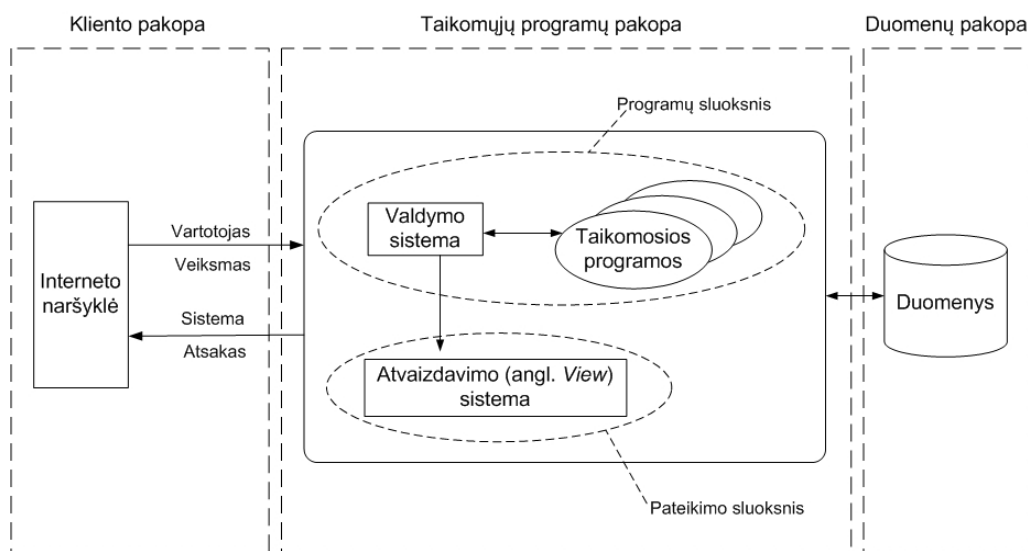 Kliento pakopa
Taikomųjų programų pakopa
Duomenų pakopa
Programų sluoksnis
Valdymo
sistema
Taikomosios
programos
Vartotojas
Veiksmas
Interneto
naršyklė
Sistema
Atsakas
Duomenys
Atvaizdavimo (angl. View)
sistema
Pateikimo sluoksnis